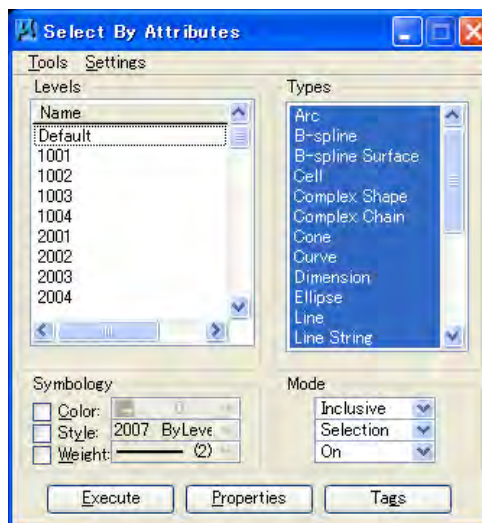 Select By Attributes
Tools Settings
Levels
Name
Default
1001
1002
1003
1004
2001
2002
2003
2004
Types
Arc
B-spline
B-spline Surface
Cell
Complex Shape
Complex Chain
Cone
Curve
Dimension
Ellipse
Line
Line String
Symbology
Color: 0
Style: 2007 ByLeve
Weight: (2)
Mode
Inclusive
Selection
On
Execute Properties Tags